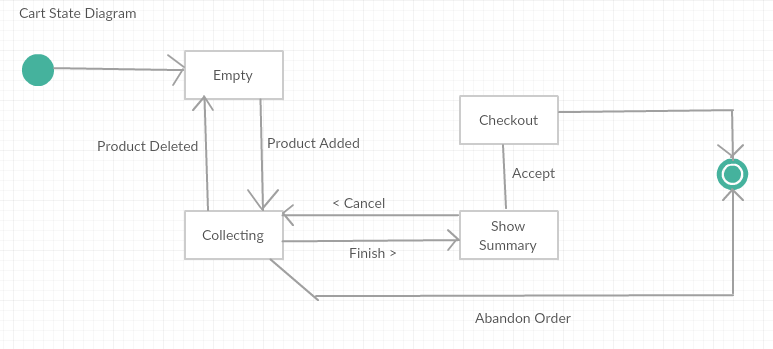 Cart State Diagram
Empty
Checkout
Product Deleted
Product Added
Accept
< Cancel
Collecting
Show
Summary
Finish >
Abandon Order